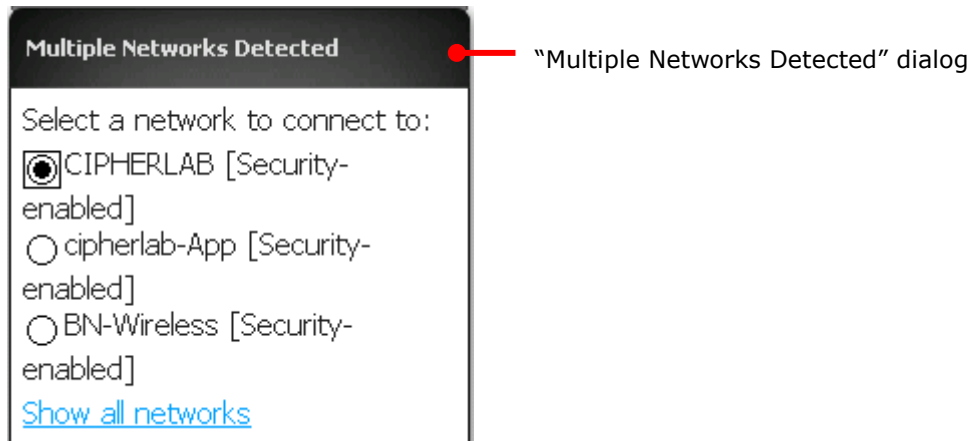 Multiple Networks Detected
“Multiple Networks Detected” dialog
Select a network to connect to:
CIPHERLAB [Security-
enabled]
cipherlab-App [Security-
enabled]
BN-Wireless [Security-
enabled]
Show all networks